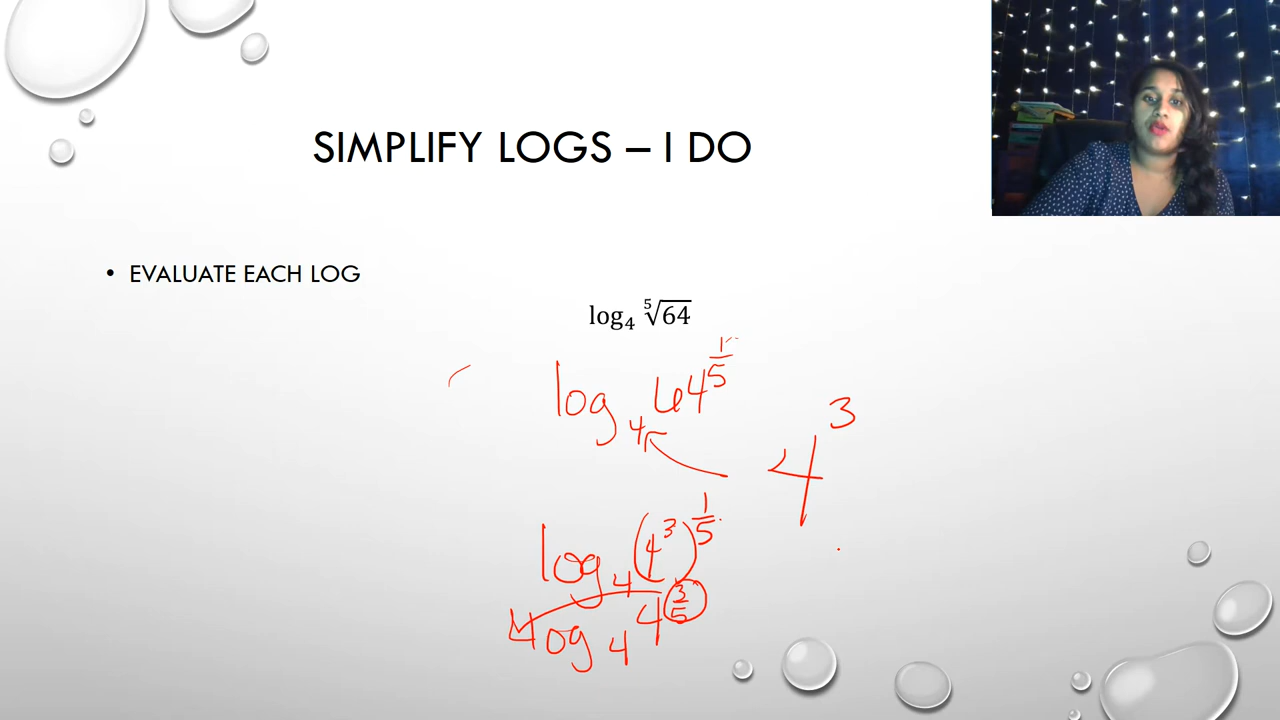 SIMPLIFY LOGS – I DO
• EVALUATE EACH LOG
log₄ ⁵√64
log₄ 64^(1/5)
4³
log₄ (4³)^(1/5)
log₄ 4^(3/5)